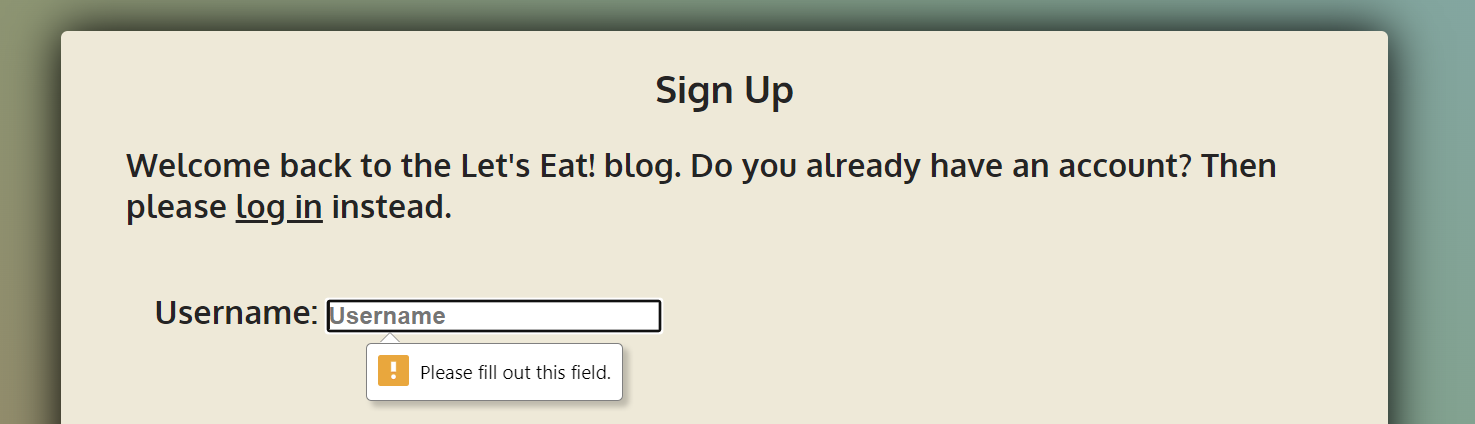 Sign Up
Welcome back to the Let's Eat! blog. Do you already have an account? Then
please log in instead.
Username: Username
Please fill out this field.